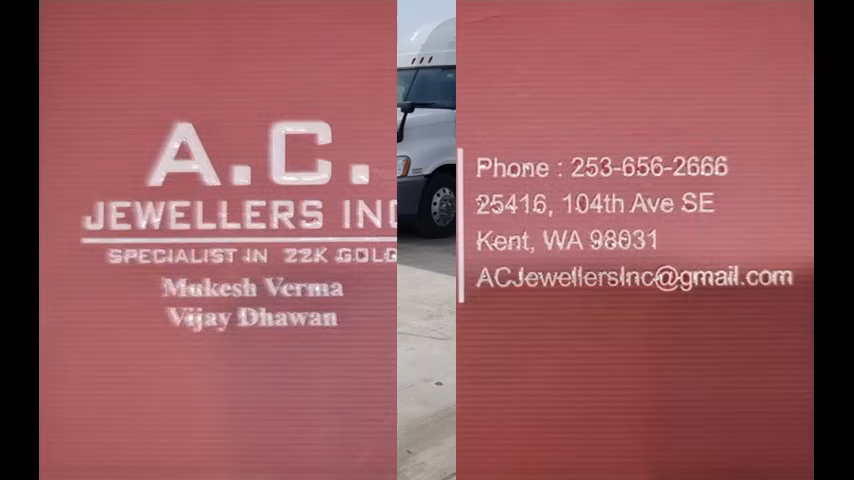 A.C.
JEWELLERS INC
SPECIALIST IN 22K GOLD
Mukesh Verma
Vijay Dhawan
Phone : 253-656-2666
25416, 104th Ave SE
Kent, WA 98031
ACJewellersInc@gmail.com